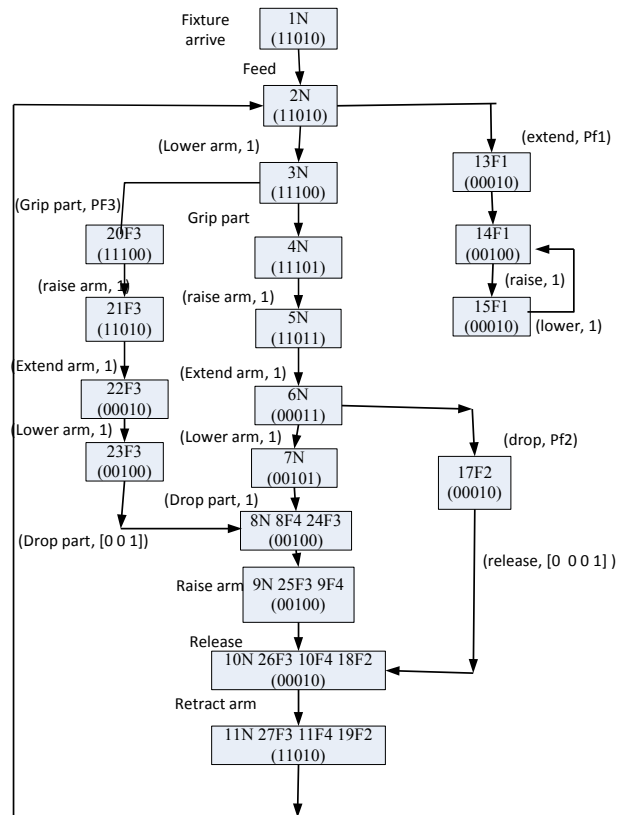 Fixture
arrive
1N
(11010)
Feed
2N
(11010)
(Lower arm, 1)
(extend, Pf1)
3N
(11100)
13F1
(00010)
(Grip part, PF3)
Grip part
20F3
(11100)
4N
(11101)
14F1
(00100)
(raise arm, 1)
(raise arm, 1)
(raise, 1)
21F3
(11010)
5N
(11011)
15F1
(00010)
(lower, 1)
(Extend arm, 1)
(Extend arm, 1)
22F3
(00010)
6N
(00011)
(Lower arm, 1)
(Lower arm, 1)
(drop, Pf2)
23F3
(00100)
7N
(00101)
17F2
(00010)
(Drop part, 1)
(Drop part, [0 0 1])
8N 8F4 24F3
(00100)
(release, [0 0 0 1] )
Raise arm
9N 25F3 9F4
(00100)
Release
10N 26F3 10F4 18F2
(00010)
Retract arm
11N 27F3 11F4 19F2
(11010)